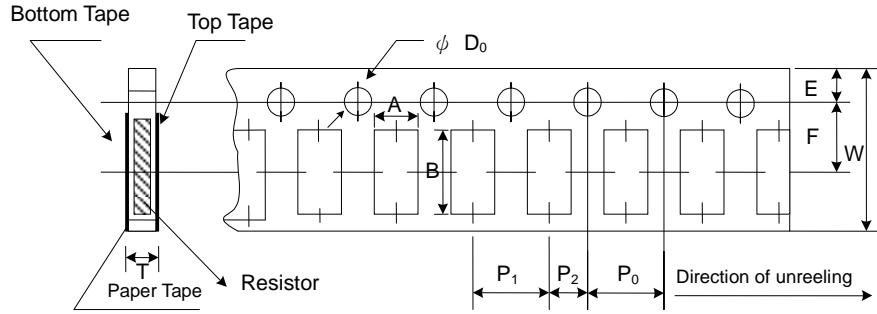 Bottom Tape
Top Tape
ϕ D₀
A
E
F
B
W
T
Paper Tape
Resistor
P₁
P₂
P₀
Direction of unreeling